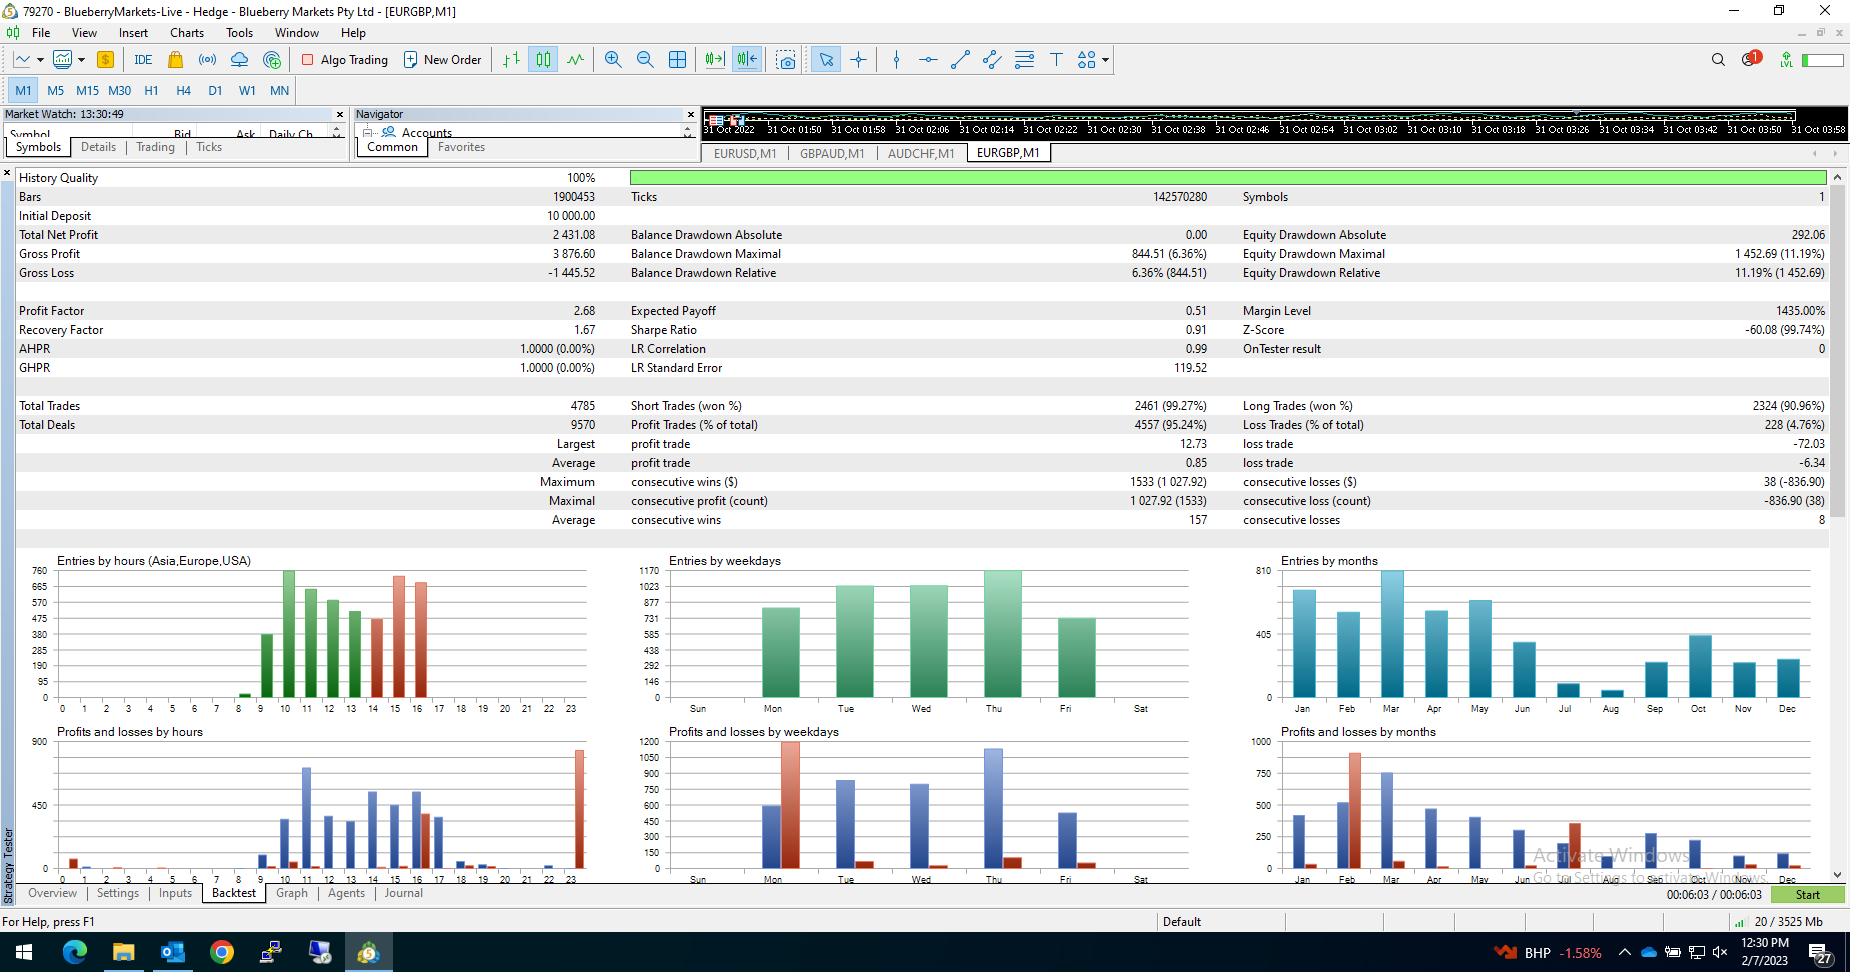 79270 - BlueberryMarkets-Live - Hedge - Blueberry Markets Pty Ltd - [EURGBP,M1]
File View Insert Charts Tools Window Help
IDE Algo Trading New Order 1 LVL
M1 M5 M15 M30 H1 H4 D1 W1 MN
Market Watch: 13:30:49
Symbol Bid Ask Daily Ch...
Symbols Details Trading Ticks
Navigator
Accounts
Common Favorites
31 Oct 2022 31 Oct 01:50 31 Oct 01:58 31 Oct 02:06 31 Oct 02:14 31 Oct 02:22 31 Oct 02:30 31 Oct 02:38 31 Oct 02:46 31 Oct 02:54 31 Oct 03:02 31 Oct 03:10 31 Oct 03:18 31 Oct 03:26 31 Oct 03:34 31 Oct 03:42 31 Oct 03:50 31 Oct 03:58
EURUSD,M1 GBPAUD,M1 AUDCHF,M1 EURGBP,M1
History Quality 100%
Bars 1900453 Ticks 142570280 Symbols 1
Initial Deposit 10 000.00
Total Net Profit 2 431.08 Balance Drawdown Absolute 0.00 Equity Drawdown Absolute 292.06
Gross Profit 3 876.60 Balance Drawdown Maximal 844.51 (6.36%) Equity Drawdown Maximal 1 452.69 (11.19%)
Gross Loss -1 445.52 Balance Drawdown Relative 6.36% (844.51) Equity Drawdown Relative 11.19% (1 452.69)
Profit Factor 2.68 Expected Payoff 0.51 Margin Level 1435.00%
Recovery Factor 1.67 Sharpe Ratio 0.91 Z-Score -60.08 (99.74%)
AHPR 1.0000 (0.00%) LR Correlation 0.99 OnTester result 0
GHPR 1.0000 (0.00%) LR Standard Error 119.52
Total Trades 4785 Short Trades (won %) 2461 (99.27%) Long Trades (won %) 2324 (90.96%)
Total Deals 9570 Profit Trades (% of total) 4557 (95.24%) Loss Trades (% of total) 228 (4.76%)
Largest profit trade 12.73 loss trade -72.03
Average profit trade 0.85 loss trade -6.34
Maximum consecutive wins ($) 1533 (1 027.92) consecutive losses ($) 38 (-836.90)
Maximal consecutive profit (count) 1 027.92 (1533) consecutive loss (count) -836.90 (38)
Average consecutive wins 157 consecutive losses 8
Entries by hours (Asia,Europe,USA)
760
665
570
475
380
285
190
95
0
0 1 2 3 4 5 6 7 8 9 10 11 12 13 14 15 16 17 18 19 20 21 22 23
Entries by weekdays
1170
1023
877
731
585
438
292
146
0
Sun Mon Tue Wed Thu Fri Sat
Entries by months
810
405
0
Jan Feb Mar Apr May Jun Jul Aug Sep Oct Nov Dec
Profits and losses by hours
900
450
0
0 1 2 3 4 5 6 7 8 9 10 11 12 13 14 15 16 17 18 19 20 21 22 23
Profits and losses by weekdays
1200
1050
900
750
600
450
300
150
0
Sun Mon Tue Wed Thu Fri Sat
Profits and losses by months
1000
750
500
250
0
Jan Feb Mar Apr May Jun Jul Aug Sep Oct Nov Dec
Activate Windows
Go to Settings to activate Windows.
Strategy Tester
Overview Settings Inputs Backtest Graph Agents Journal
00:06:03 / 00:06:03 Start
For Help, press F1 Default 20 / 3525 Mb
BHP -1.58% 12:30 PM
2/7/2023 27